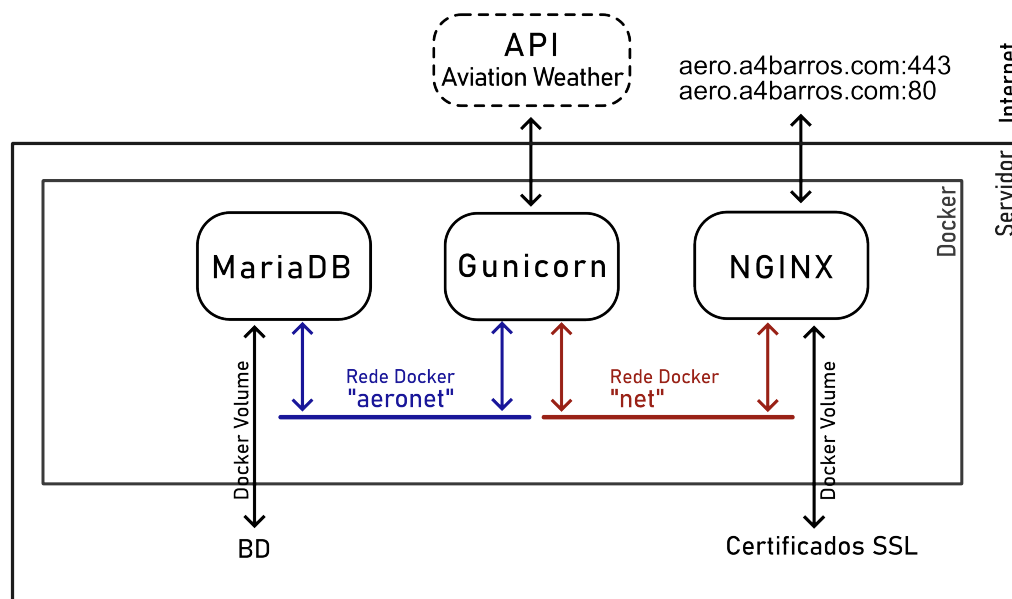 API
Aviation Weather
aero.a4barros.com:443
aero.a4barros.com:80
Internet
Servidor
Docker
MariaDB
Gunicorn
NGINX
Rede Docker
"aeronet"
Rede Docker
"net"
Docker Volume
Docker Volume
BD
Certificados SSL